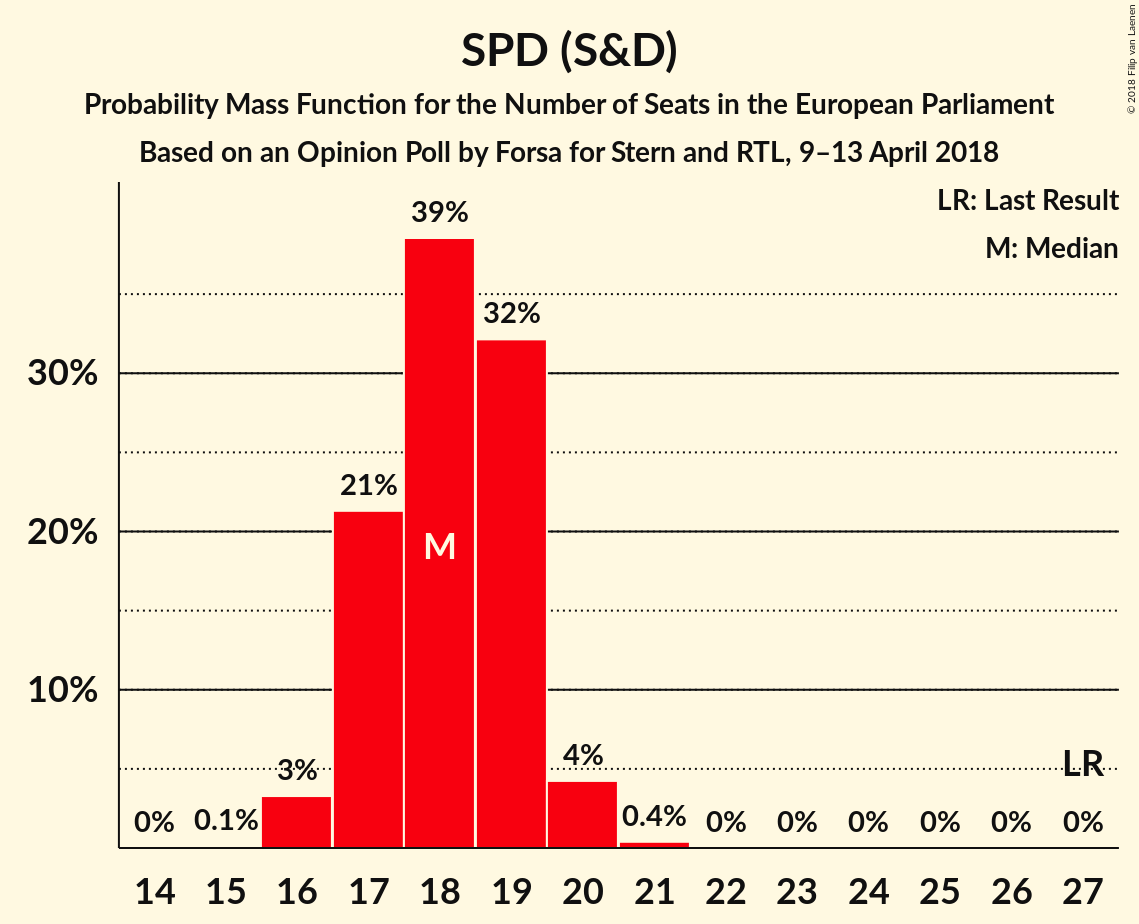 SPD (S&D)
Probability Mass Function for the Number of Seats in the European Parliament
Based on an Opinion Poll by Forsa for Stern and RTL, 9–13 April 2018
© 2018 Filip van Laenen
LR: Last Result
M: Median
39%
32%
30%
21%
20%
M
10%
4%
3%
LR
0% 0.1% 0.4% 0% 0% 0% 0% 0% 0%
14 15 16 17 18 19 20 21 22 23 24 25 26 27